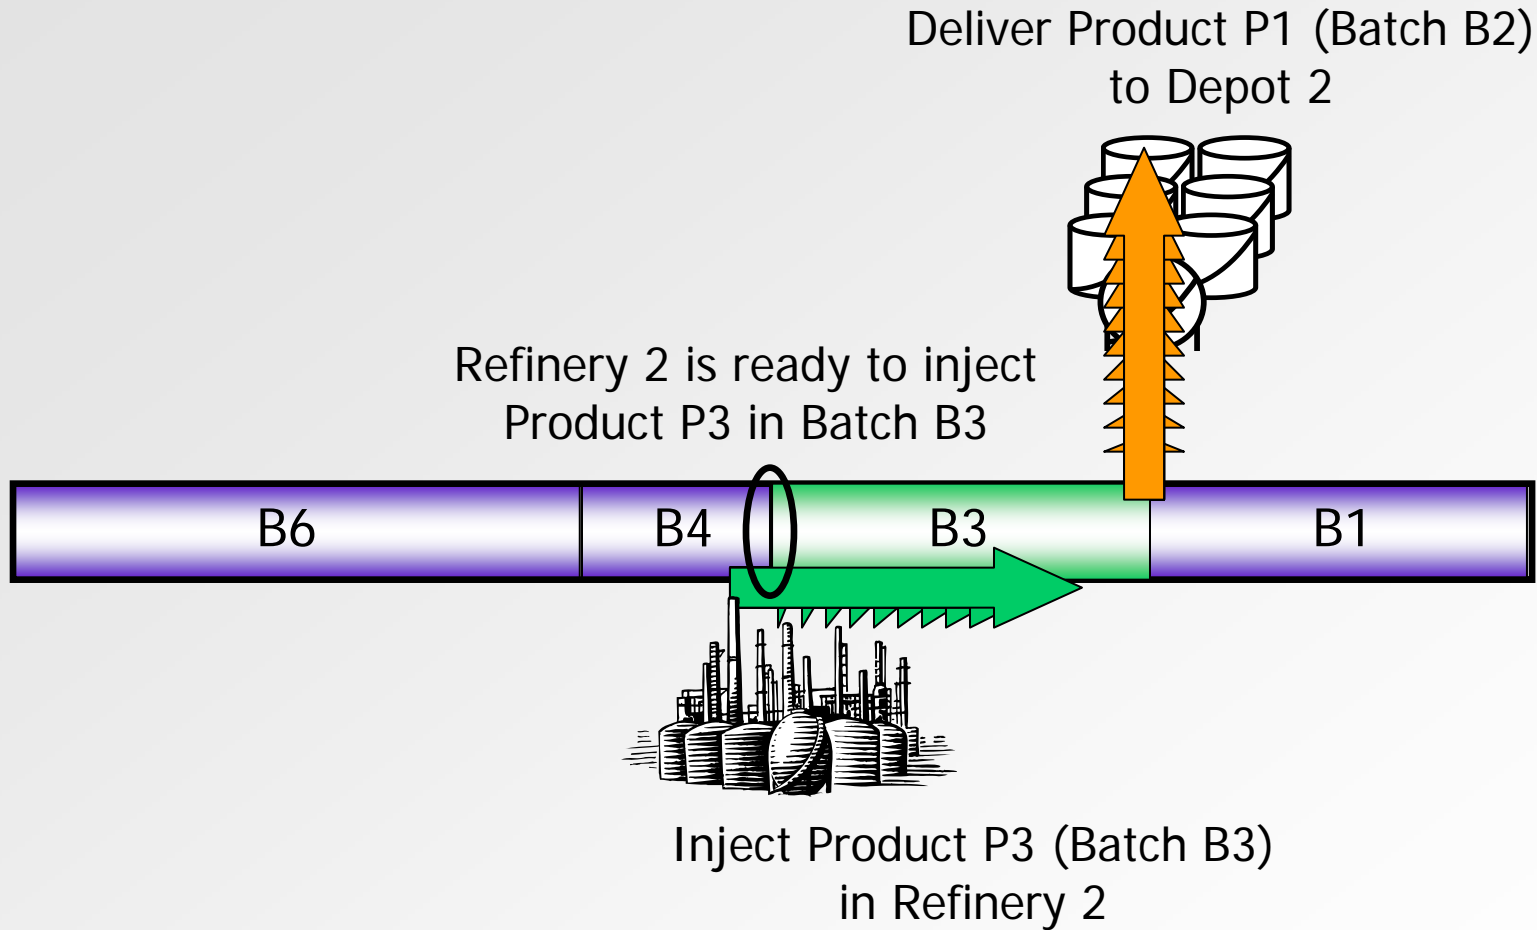 Deliver Product P1 (Batch B2)
to Depot 2
Refinery 2 is ready to inject
Product P3 in Batch B3
B6
B4
B3
B1
Inject Product P3 (Batch B3)
in Refinery 2